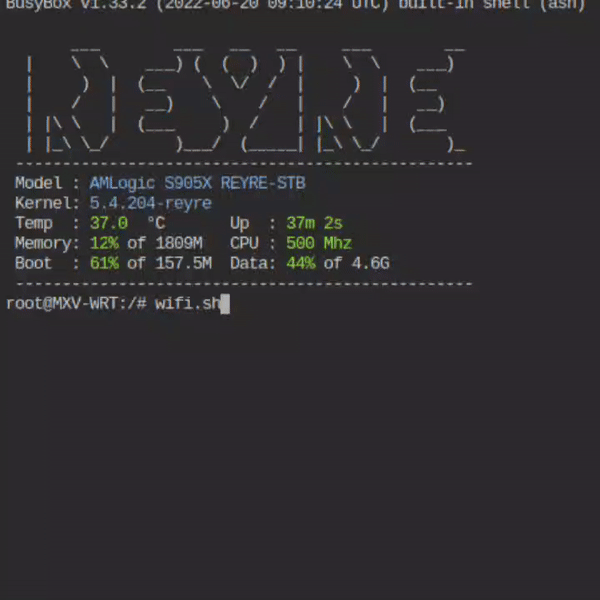 BusyBox v1.33.2 (2022-06-20 09:10:24 UTC) built-in shell (ash)
REYRE
-------------------------------------------------
Model : AMLogic S905X REYRE-STB
Kernel: 5.4.204-reyre
Temp : 37.0 °C Up : 37m 2s
Memory: 12% of 1809M CPU : 500 Mhz
Boot : 61% of 157.5M Data: 44% of 4.6G
-------------------------------------------------
root@MXV-WRT:/# wifi.sh